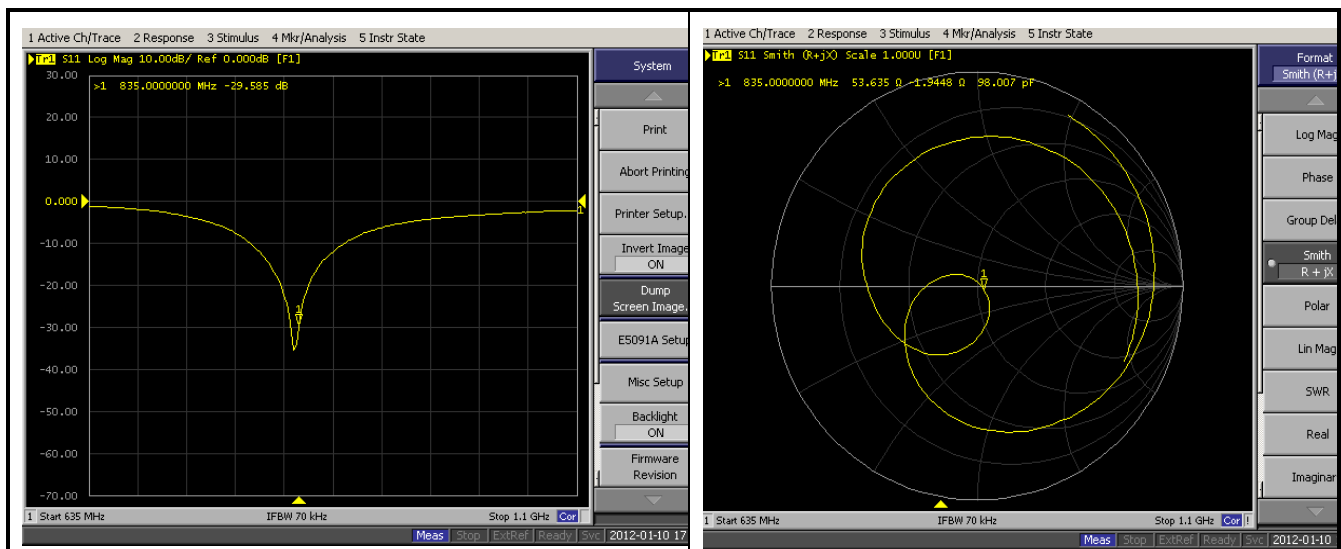 1 Active Ch/Trace 2 Response 3 Stimulus 4 Mkr/Analysis 5 Instr State
Tr1 S11 Log Mag 10.00dB/ Ref 0.000dB [F1]
>1 835.0000000 MHz -29.585 dB
30.00
20.00
10.00
0.000
-10.00
-20.00
-30.00
-40.00
-50.00
-60.00
-70.00
1
1
1 Start 635 MHz IFBW 70 kHz Stop 1.1 GHz Cor
Meas Stop ExtRef Ready Svc 2012-01-10 17
System
Print
Abort Printing
Printer Setup.
Invert Image
ON
Dump
Screen Image.
E5091A Setup
Misc Setup
Backlight
ON
Firmware
Revision
1 Active Ch/Trace 2 Response 3 Stimulus 4 Mkr/Analysis 5 Instr State
Tr1 S11 Smith (R+jX) Scale 1.000U [F1]
>1 835.0000000 MHz 53.635 Ω -1.9448 Ω 98.007 pF
1
1 Start 635 MHz IFBW 70 kHz Stop 1.1 GHz Cor !
Meas Stop ExtRef Ready Svc 2012-01-10
Format
Smith (R+j
Log Mag
Phase
Group Del
Smith
R + jX
Polar
Lin Mag
SWR
Real
Imaginar